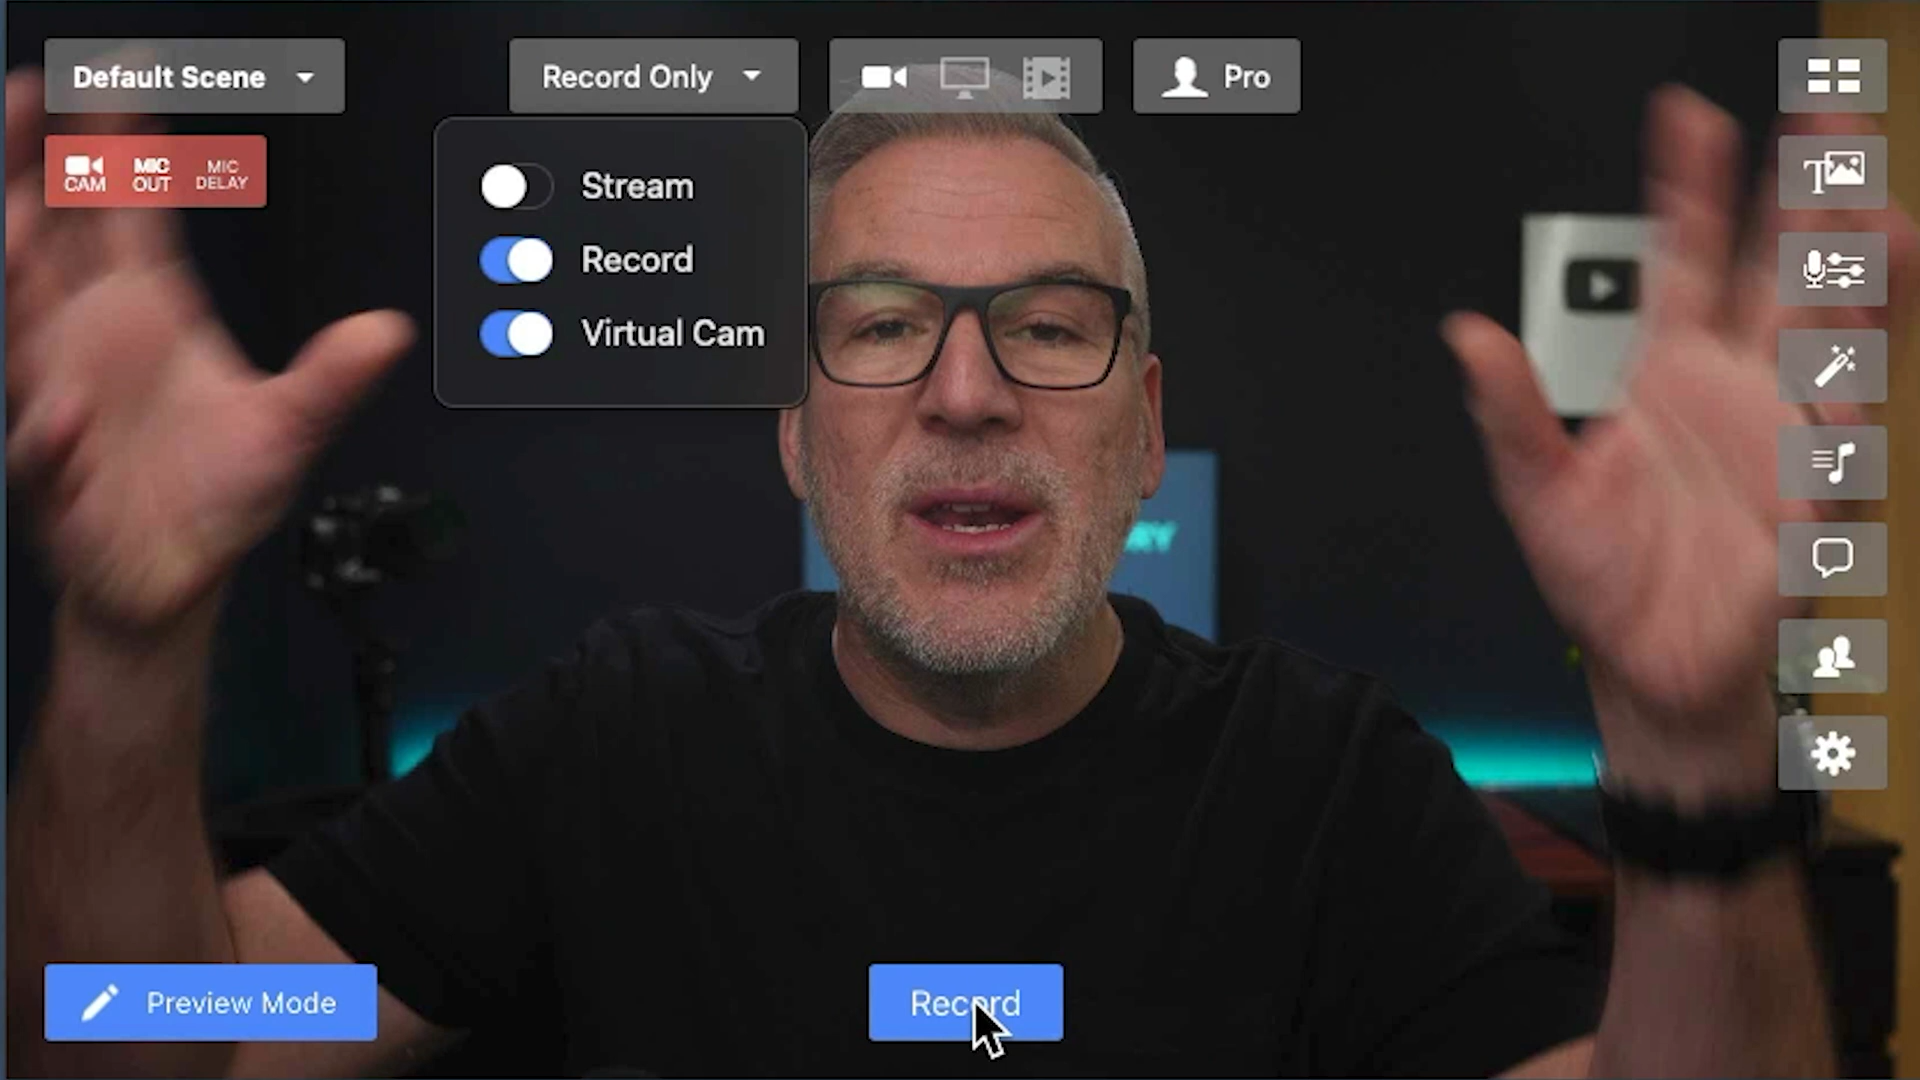 Default Scene
Record Only
Pro
CAM
MIC
OUT
MIC
DELAY
Stream
Record
Virtual Cam
T
Preview Mode
Record